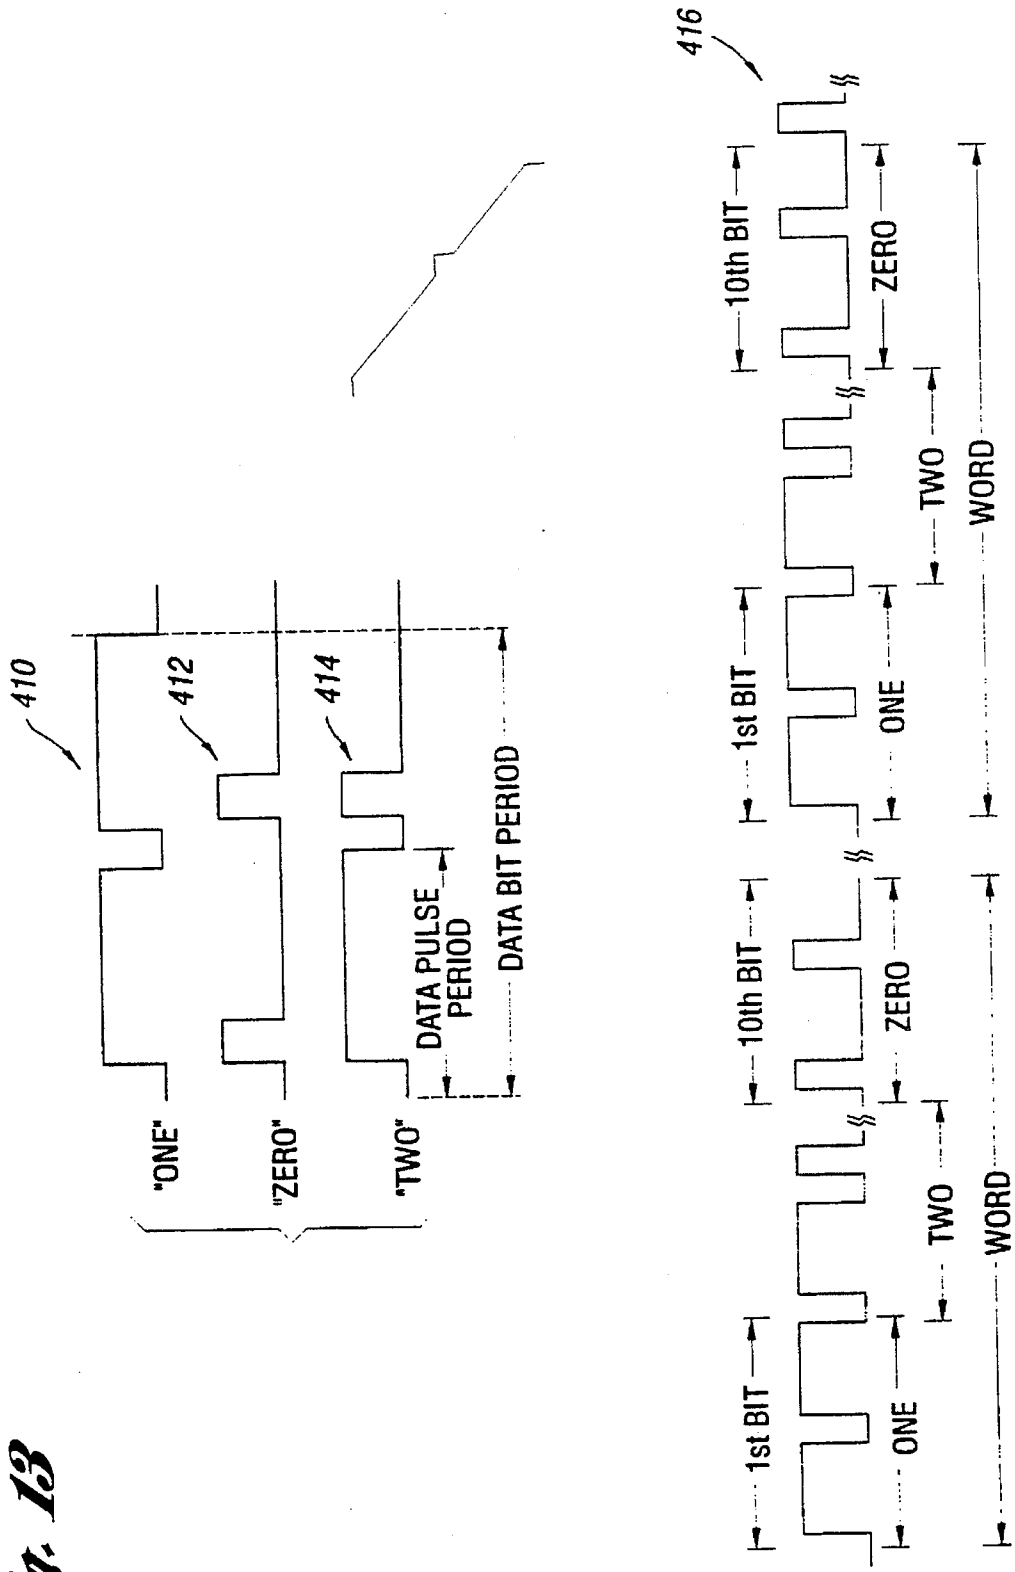 410
"ONE"
412
"ZERO"
414
"TWO"
DATA PULSE
PERIOD
DATA BIT PERIOD
416
1st BIT
10th BIT
1st BIT
10th BIT
ONE
ZERO
ONE
ZERO
TWO
TWO
WORD
WORD
13